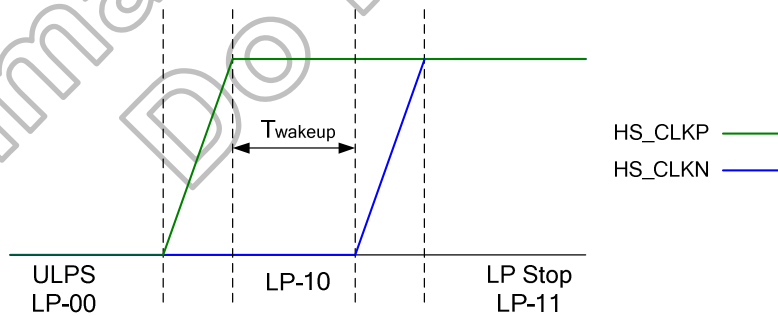 Twakeup
HS_CLKP
HS_CLKN
ULPS
LP-00
LP-10
LP Stop
LP-11